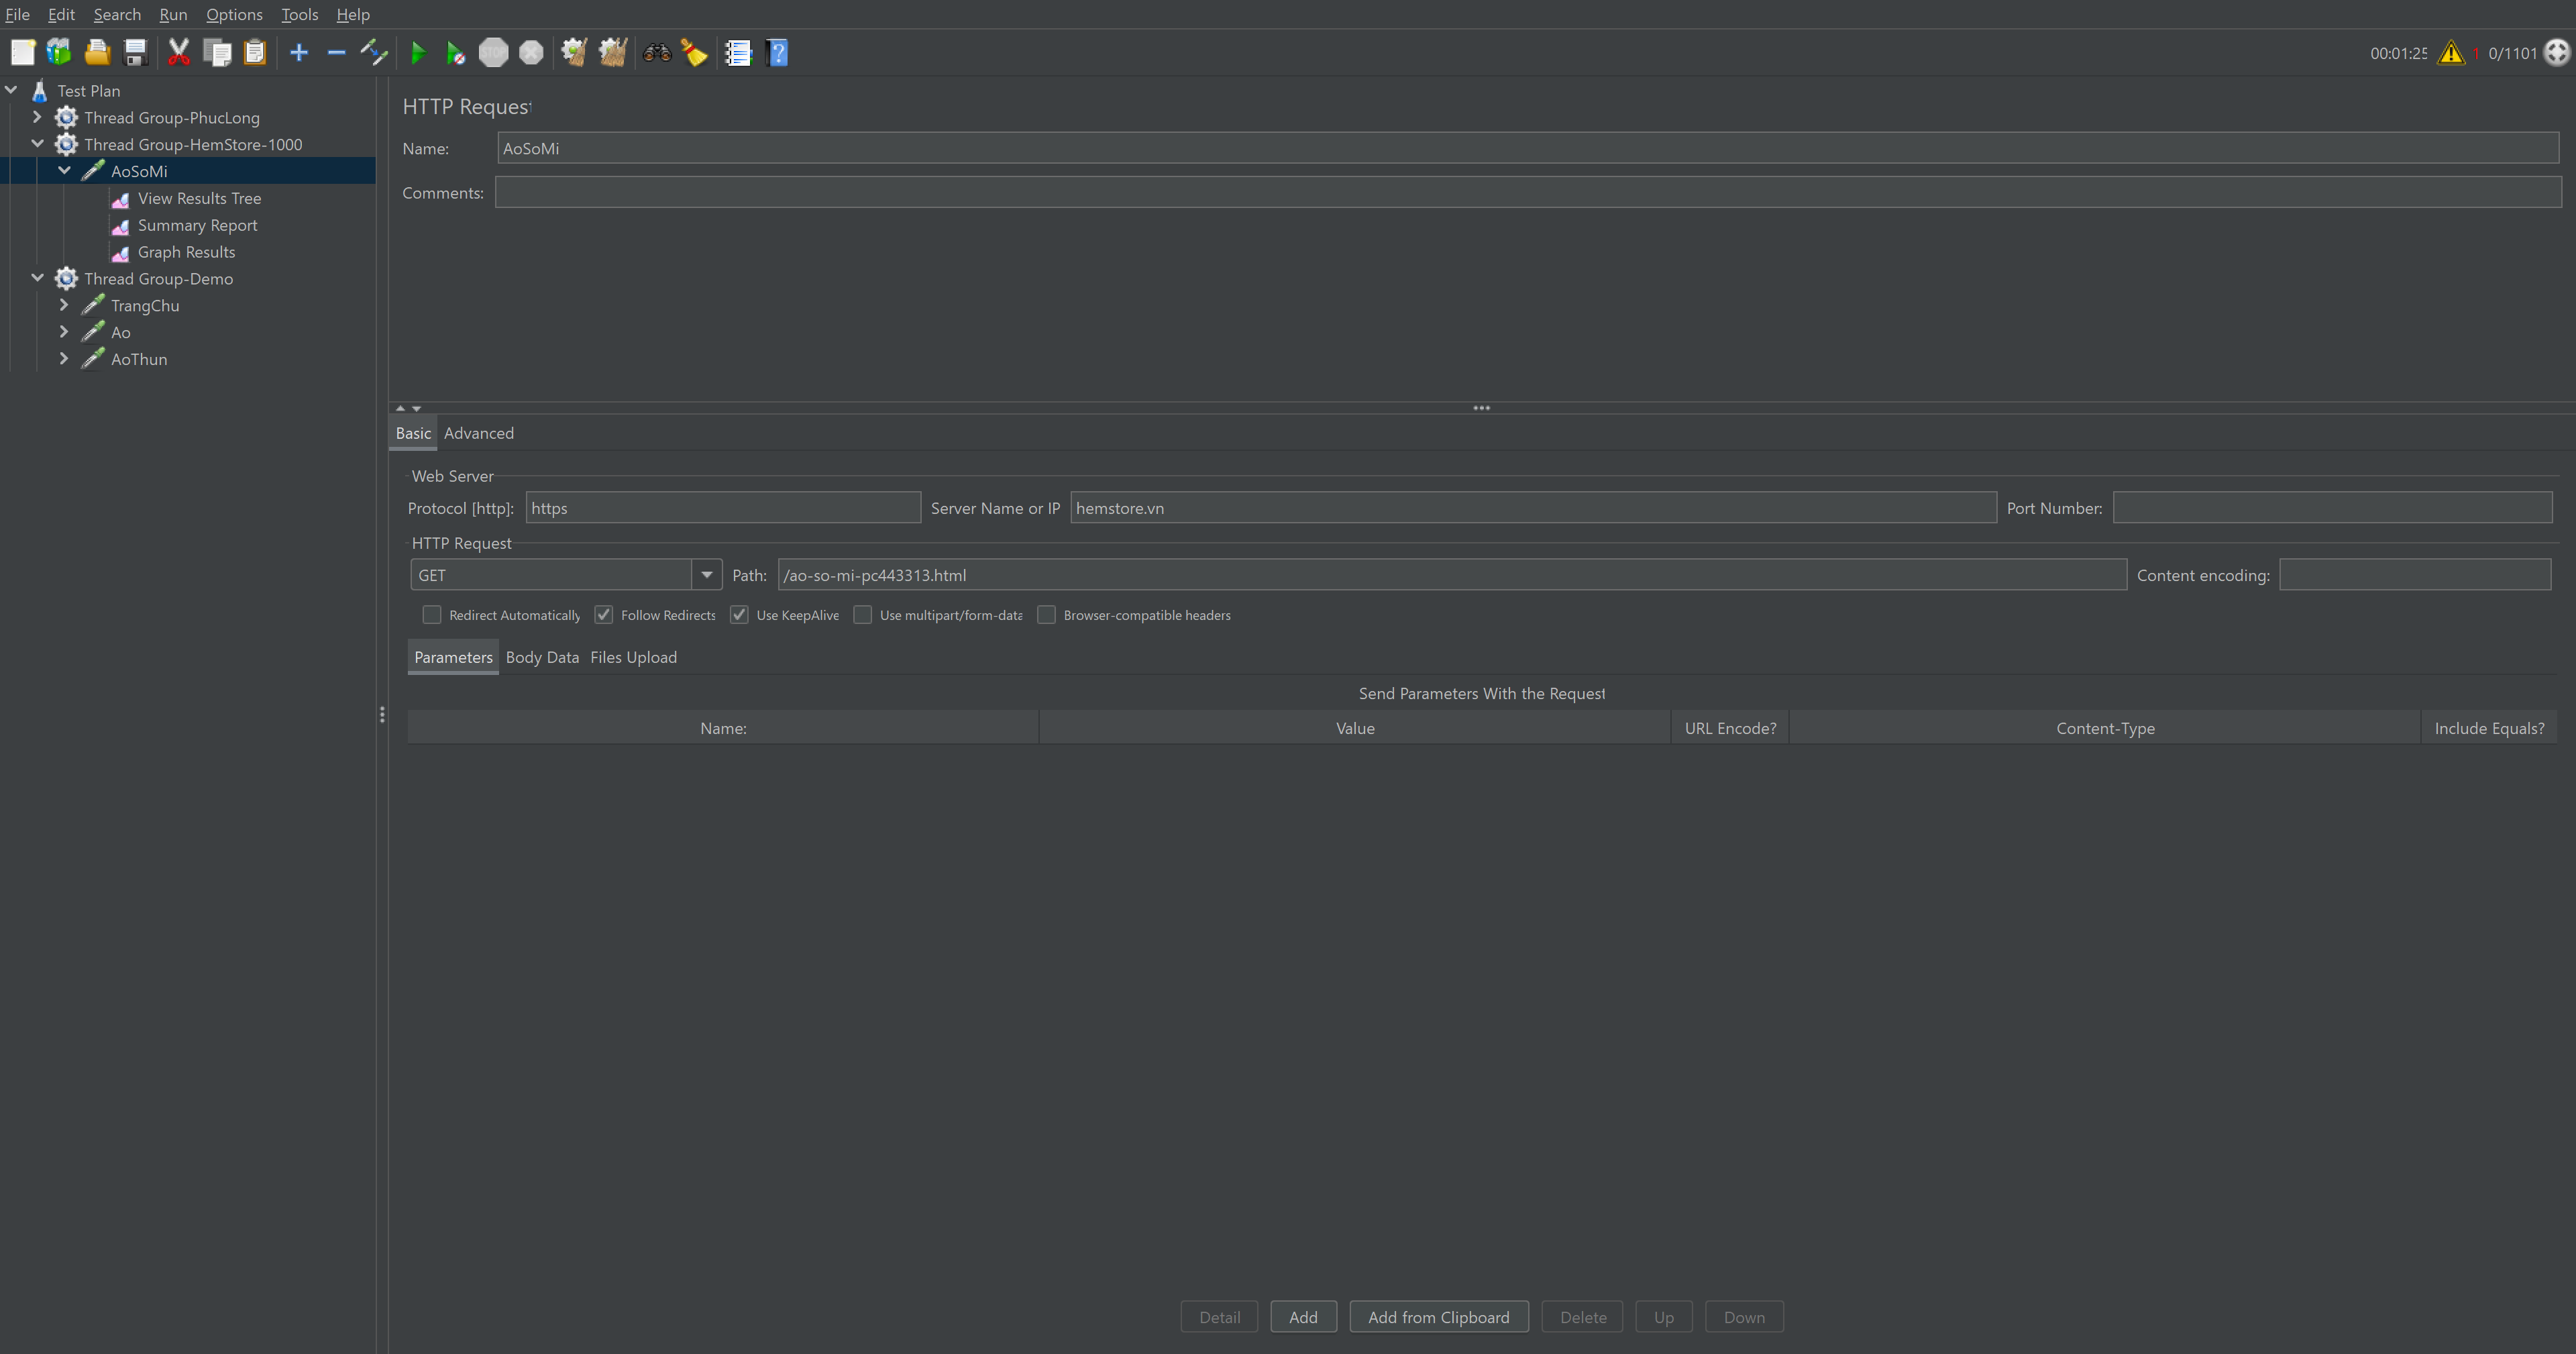 File Edit Search Run Options Tools Help
00:01:25 1 0/1101
Test Plan
Thread Group-PhucLong
Thread Group-HemStore-1000
AoSoMi
View Results Tree
Summary Report
Graph Results
Thread Group-Demo
TrangChu
Ao
AoThun
HTTP Request
Name: AoSoMi
Comments:
Basic Advanced
Web Server
Protocol [http]: https Server Name or IP hemstore.vn Port Number:
HTTP Request
GET Path: /ao-so-mi-pc443313.html Content encoding:
Redirect Automatically Follow Redirects Use KeepAlive Use multipart/form-data Browser-compatible headers
Parameters Body Data Files Upload
Send Parameters With the Request
Name: Value URL Encode? Content-Type Include Equals?
Detail Add Add from Clipboard Delete Up Down